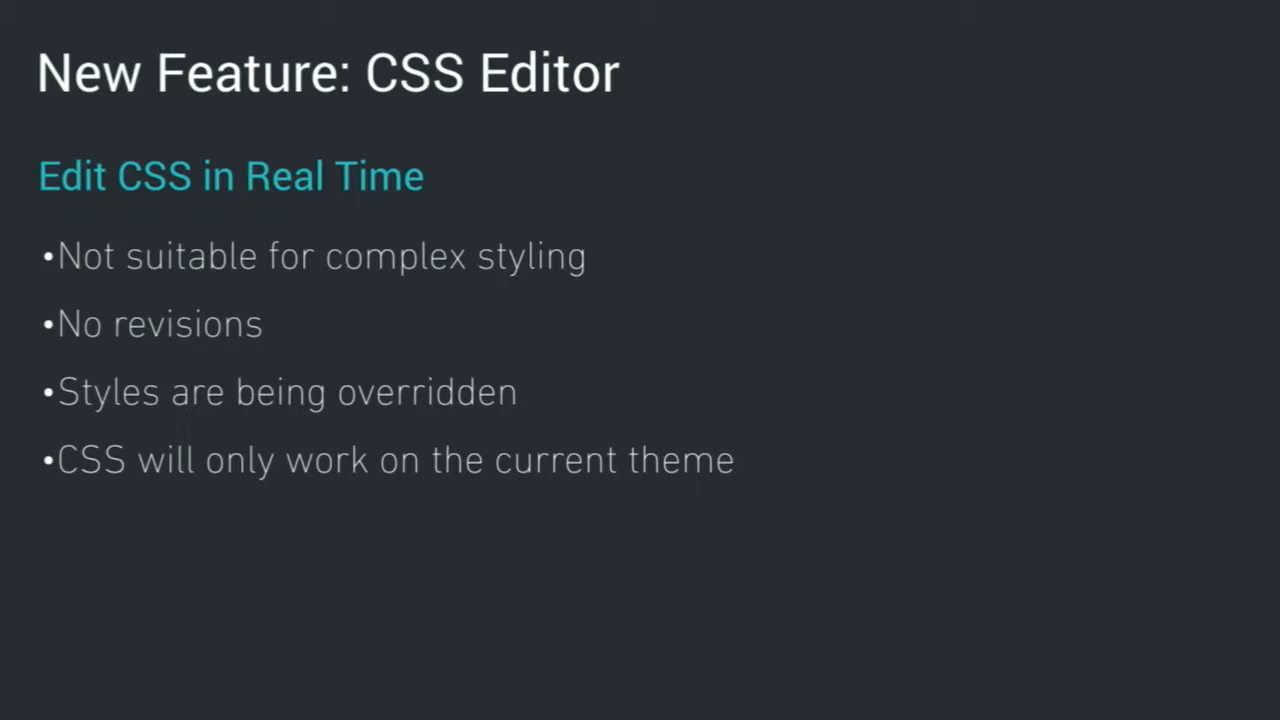 New Feature: CSS Editor
Edit CSS in Real Time
•Not suitable for complex styling
•No revisions
•Styles are being overridden
•CSS will only work on the current theme